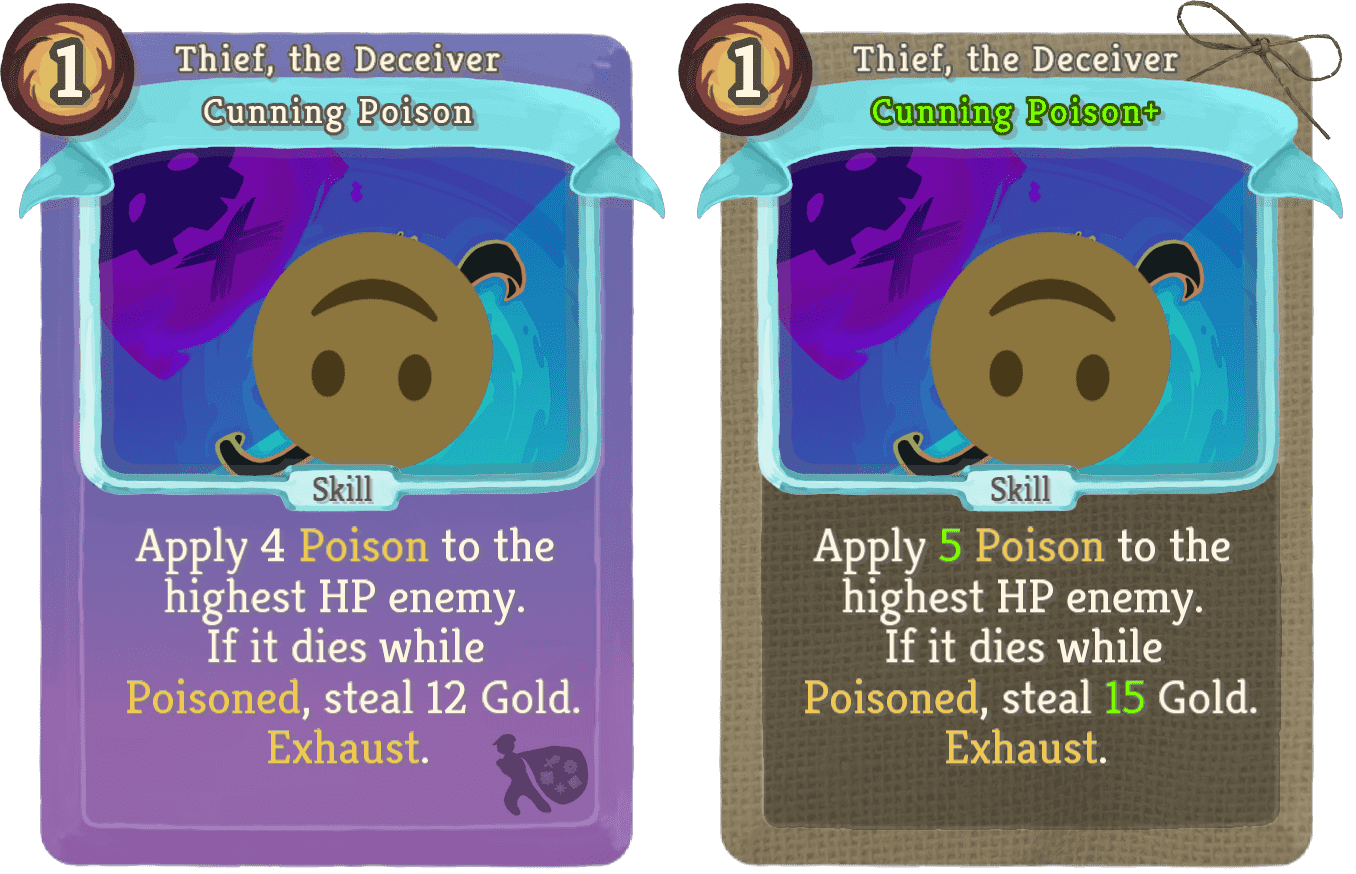 1
Thief, the Deceiver
Cunning Poison
Skill
Apply 4 Poison to the
highest HP enemy.
If it dies while
Poisoned, steal 12 Gold.
Exhaust.
1
Thief, the Deceiver
Cunning Poison+
Skill
Apply 5 Poison to the
highest HP enemy.
If it dies while
Poisoned, steal 15 Gold.
Exhaust.